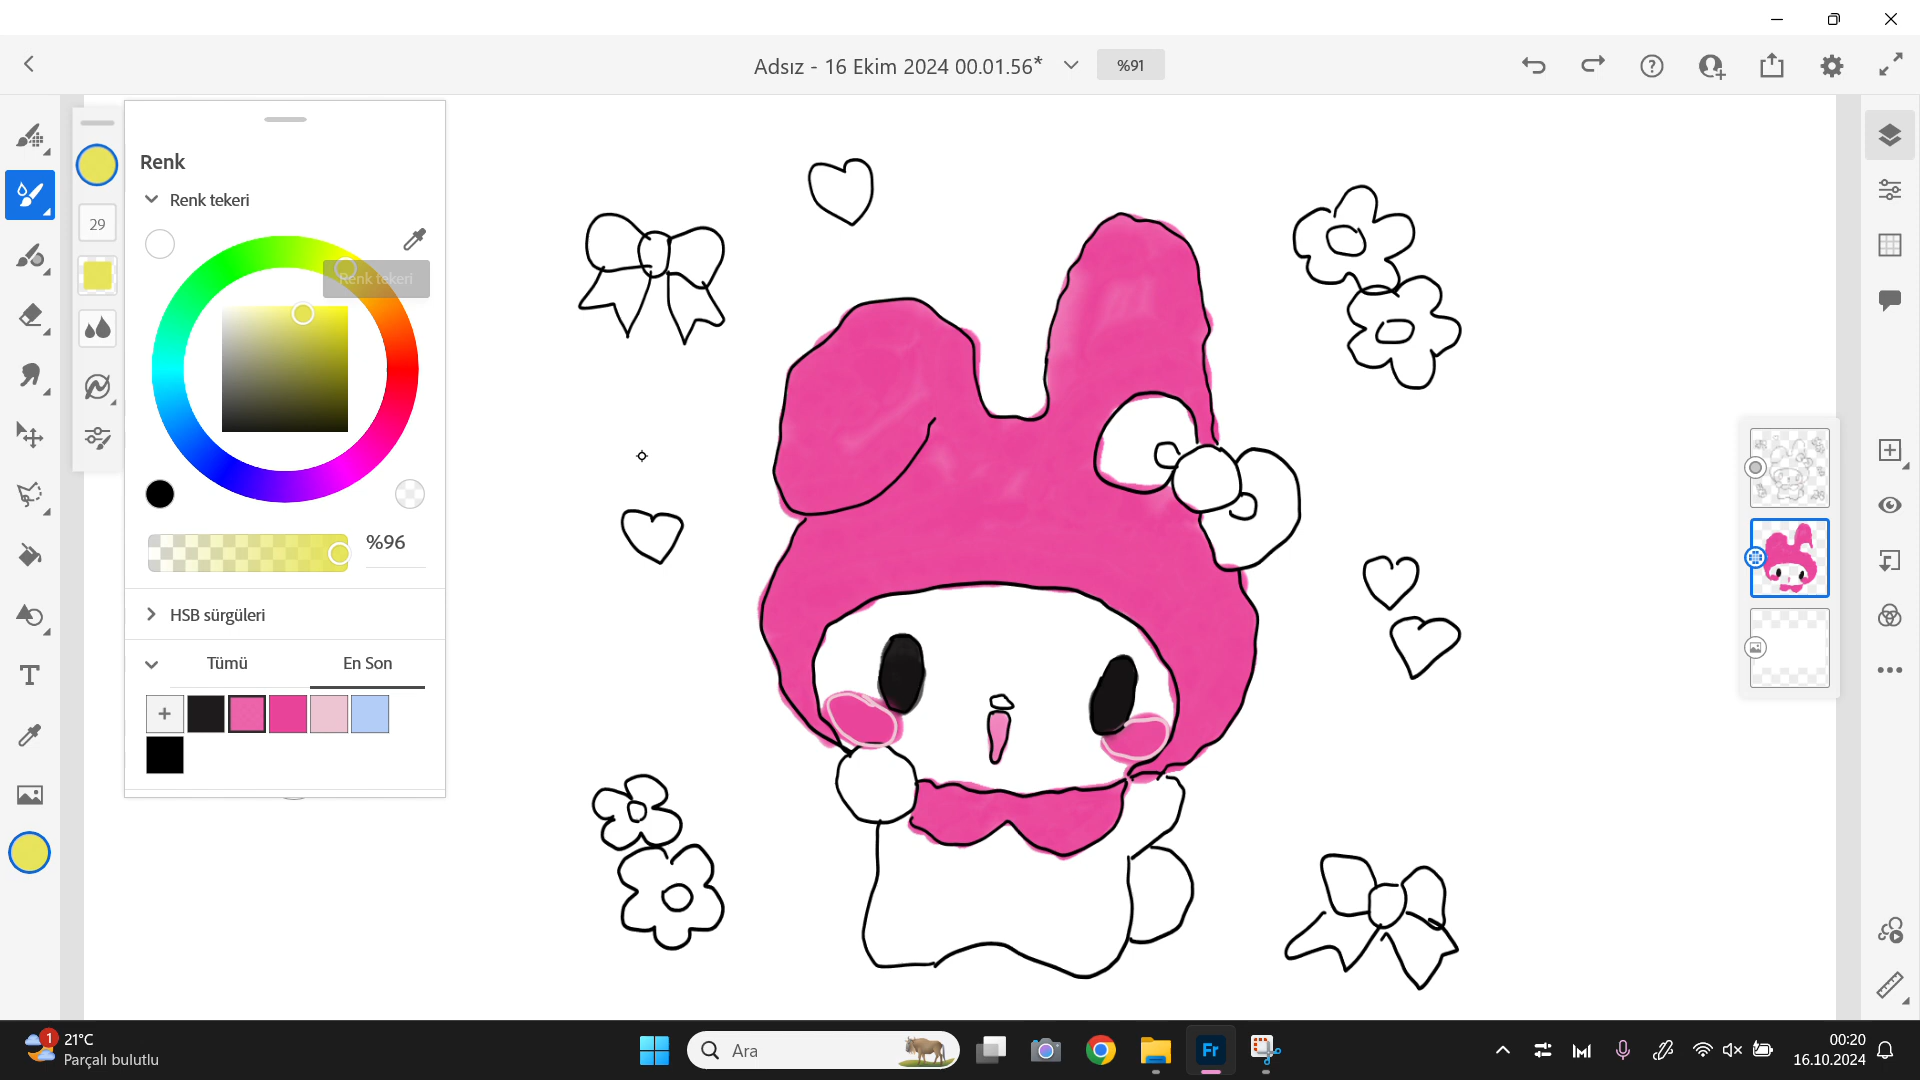 Adsız - 16 Ekim 2024 00.01.56*
%91
29
Renk
Renk tekeri
Renk tekeri
%96
HSB sürgüleri
Tümü
En Son
1
21°C
Parçalı bulutlu
Ara
Fr
00:20
16.10.2024